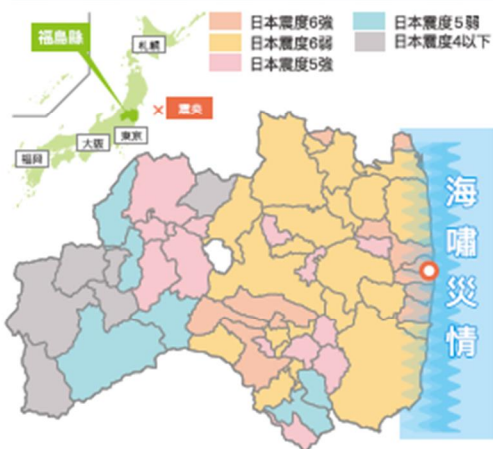 日本震度6強
日本震度6弱
日本震度5強
日本震度5弱
日本震度4以下
福島縣
札幌
震央
東京
大阪
福岡
海嘯災情